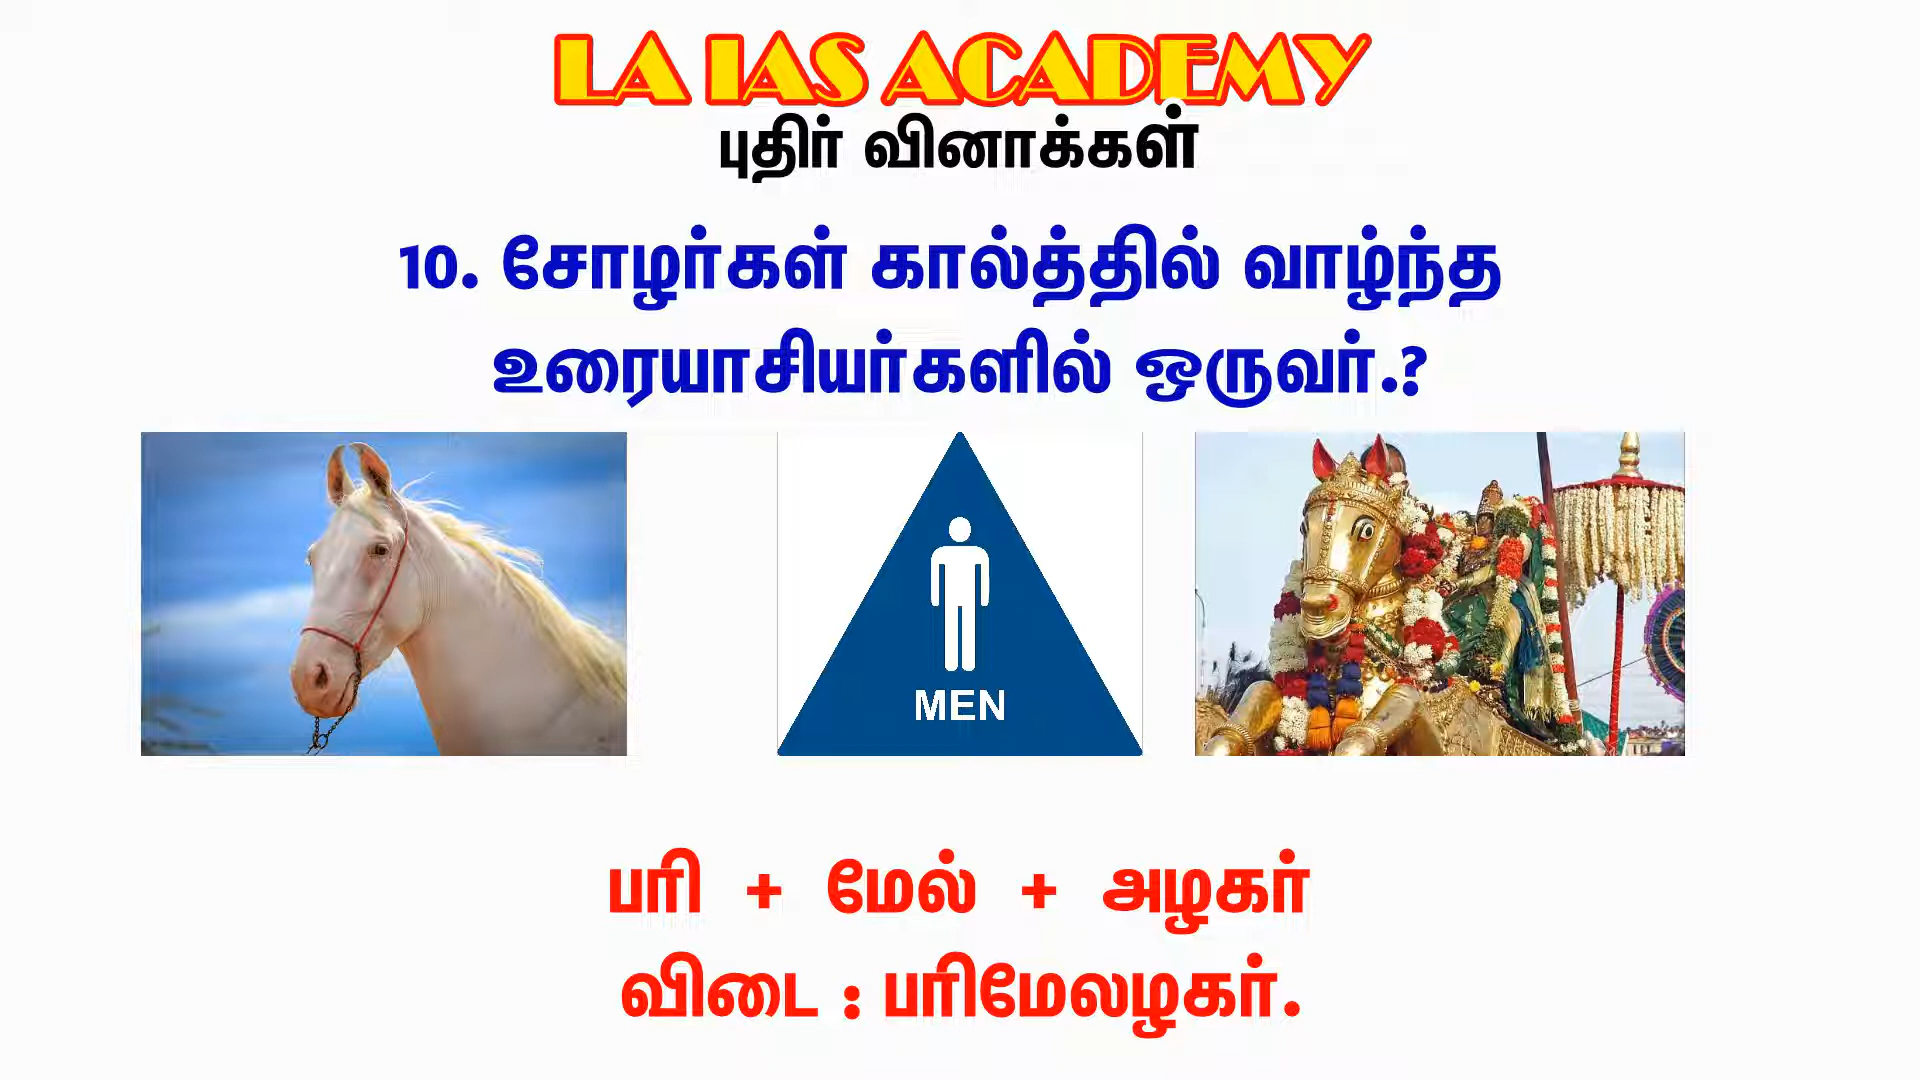 LA IAS ACADEMY
புதிர் வினாக்கள்
10. சோழர்கள் கால்த்தில் வாழ்ந்த
உரையாசியர்களில் ஒருவர்.?
MEN
பரி + மேல் + அழகர்
விடை : பரிமேலழகர்.